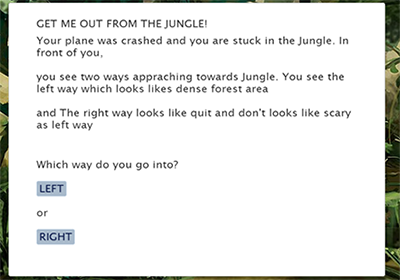 GET ME OUT FROM THE JUNGLE!
Your plane was crashed and you are stuck in the Jungle. In
front of you,
you see two ways appraching towards Jungle. You see the
left way which looks likes dense forest area
and The right way looks like quit and don't looks like scary
as left way
Which way do you go into?
LEFT
or
RIGHT